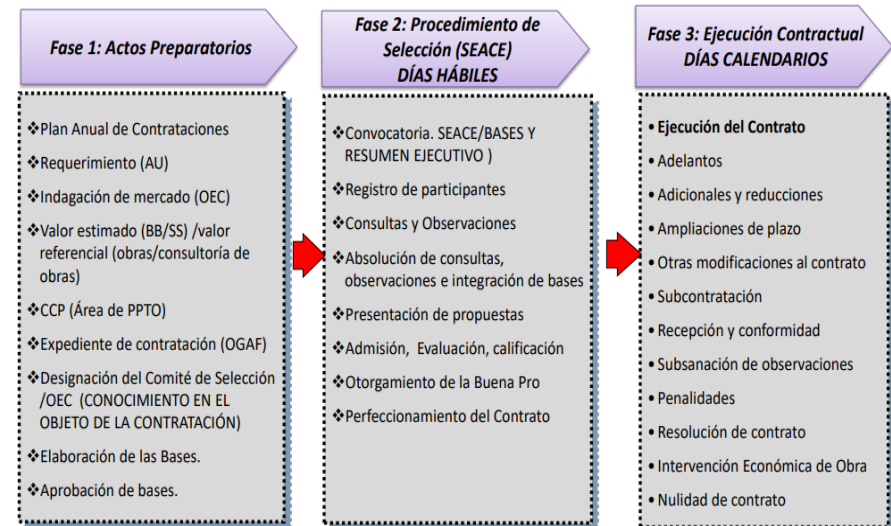 Fase 1: Actos Preparatorios
❖Plan Anual de Contrataciones
❖Requerimiento (AU)
❖Indagación de mercado (OEC)
❖Valor estimado (BB/SS) /valor
referencial (obras/consultoría de
obras)
❖CCP (Área de PPTO)
❖Expediente de contratación (OGAF)
❖Designación del Comité de Selección
/OEC (CONOCIMIENTO EN EL
OBJETO DE LA CONTRATACIÓN)
❖Elaboración de las Bases.
❖Aprobación de bases.
Fase 2: Procedimiento de
Selección (SEACE)
DÍAS HÁBILES
❖Convocatoria. SEACE/BASES Y
RESUMEN EJECUTIVO )
❖Registro de participantes
❖Consultas y Observaciones
❖Absolución de consultas,
observaciones e integración de bases
❖Presentación de propuestas
❖Admisión, Evaluación, calificación
❖Otorgamiento de la Buena Pro
❖Perfeccionamiento del Contrato
Fase 3: Ejecución Contractual
DÍAS CALENDARIOS
• Ejecución del Contrato
• Adelantos
• Adicionales y reducciones
• Ampliaciones de plazo
• Otras modificaciones al contrato
• Subcontratación
• Recepción y conformidad
• Subsanación de observaciones
• Penalidades
• Resolución de contrato
• Intervención Económica de Obra
• Nulidad de contrato